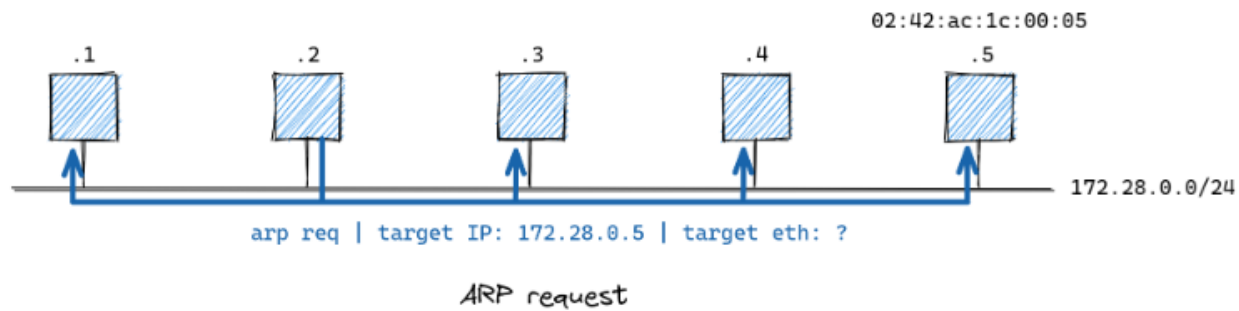 02:42:ac:1c:00:05
.1 .2 .3 .4 .5
172.28.0.0/24
arp req | target IP: 172.28.0.5 | target eth: ?
ARP request